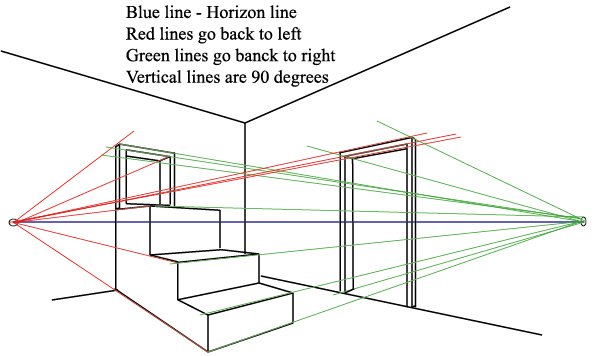 Blue line - Horizon line
Red lines go back to left
Green lines go banck to right
Vertical lines are 90 degrees